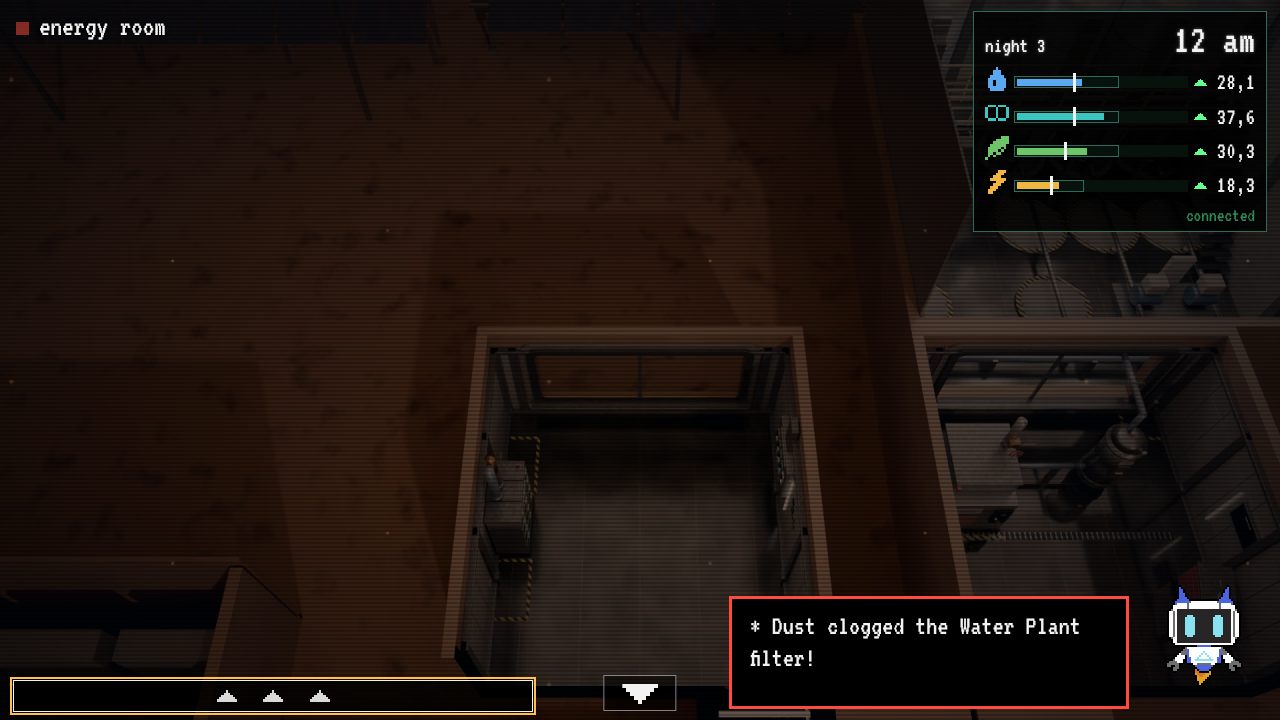 energy room
night 3 12 am
28,1
37,6
30,3
18,3
connected
* Dust clogged the Water Plant
filter!